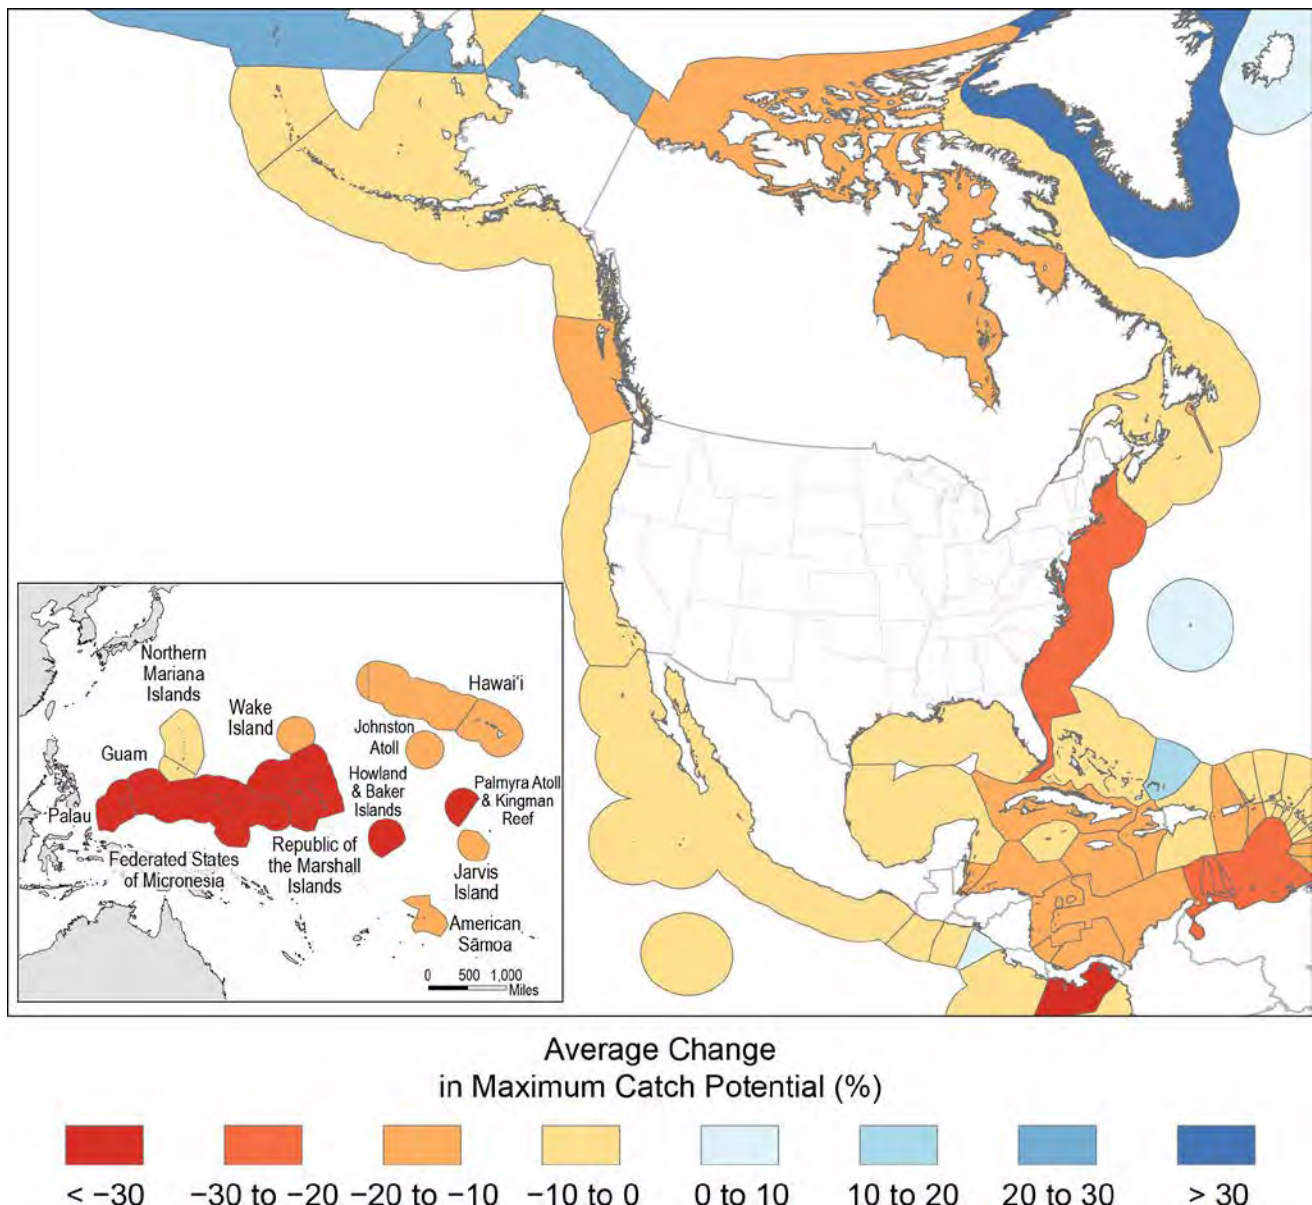 Northern
Mariana
Islands
Hawai'i
Wake
Island
Johnston
Atoll
Guam
Howland
& Baker
Islands
Palmyra Atoll
& Kingman
Reef
Palau
Federated States
of Micronesia
Republic of
the Marshall
Islands
Jarvis
Island
American
Sāmoa
0 500 1,000
Miles
Average Change
in Maximum Catch Potential (%)
< −30 −30 to −20 −20 to −10 −10 to 0 0 to 10 10 to 20 20 to 30 > 30